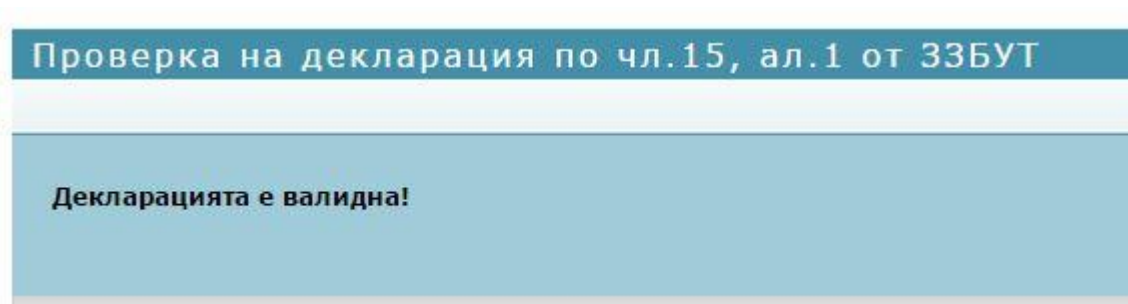 Проверка на декларация по чл.15, ал.1 от ЗЗБУТ
Декларацията е валидна!